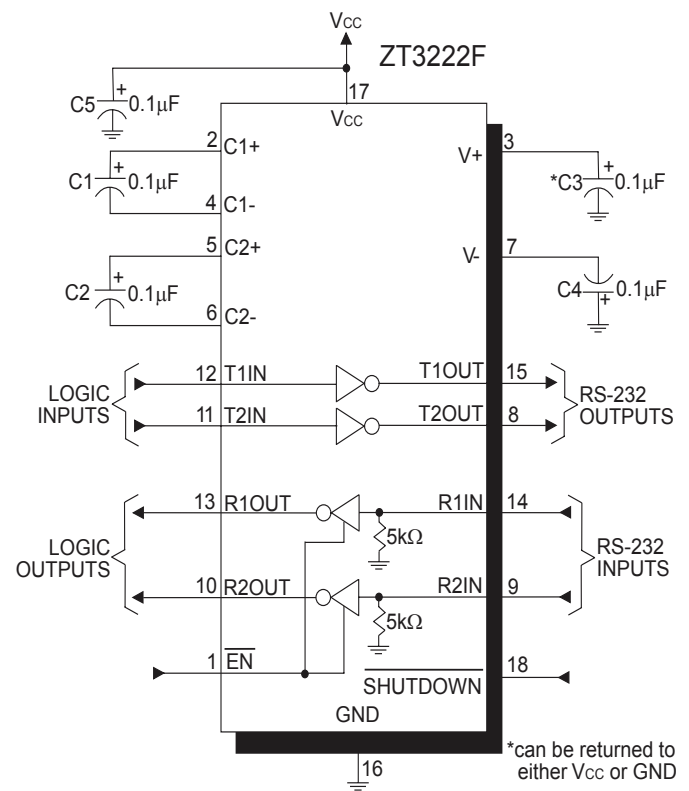 Vcc
ZT3222F
C5
+
0.1µF
17
Vcc
2
C1+
V+
3
C1
+
0.1µF
*C3
+
0.1µF
4
C1-
5
C2+
V-
7
C2
+
0.1µF
C4
+
0.1µF
6
C2-
LOGIC
INPUTS
12
T1IN
T1OUT
15
11
T2IN
T2OUT
8
RS-232
OUTPUTS
LOGIC
OUTPUTS
13
R1OUT
R1IN
14
5kΩ
10
R2OUT
R2IN
9
5kΩ
RS-232
INPUTS
1
EN
SHUTDOWN
18
GND
16
*can be returned to
either Vcc or GND